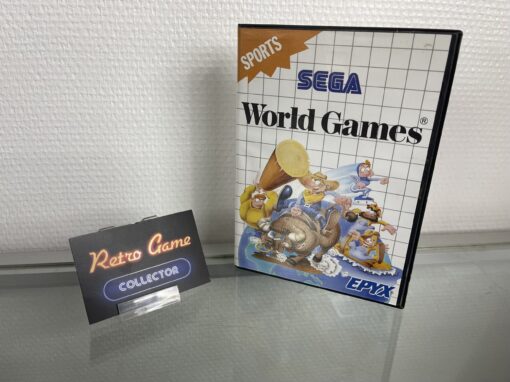 SPORTS
SEGA
World Games®
EPYX
Retro Game
COLLECTOR